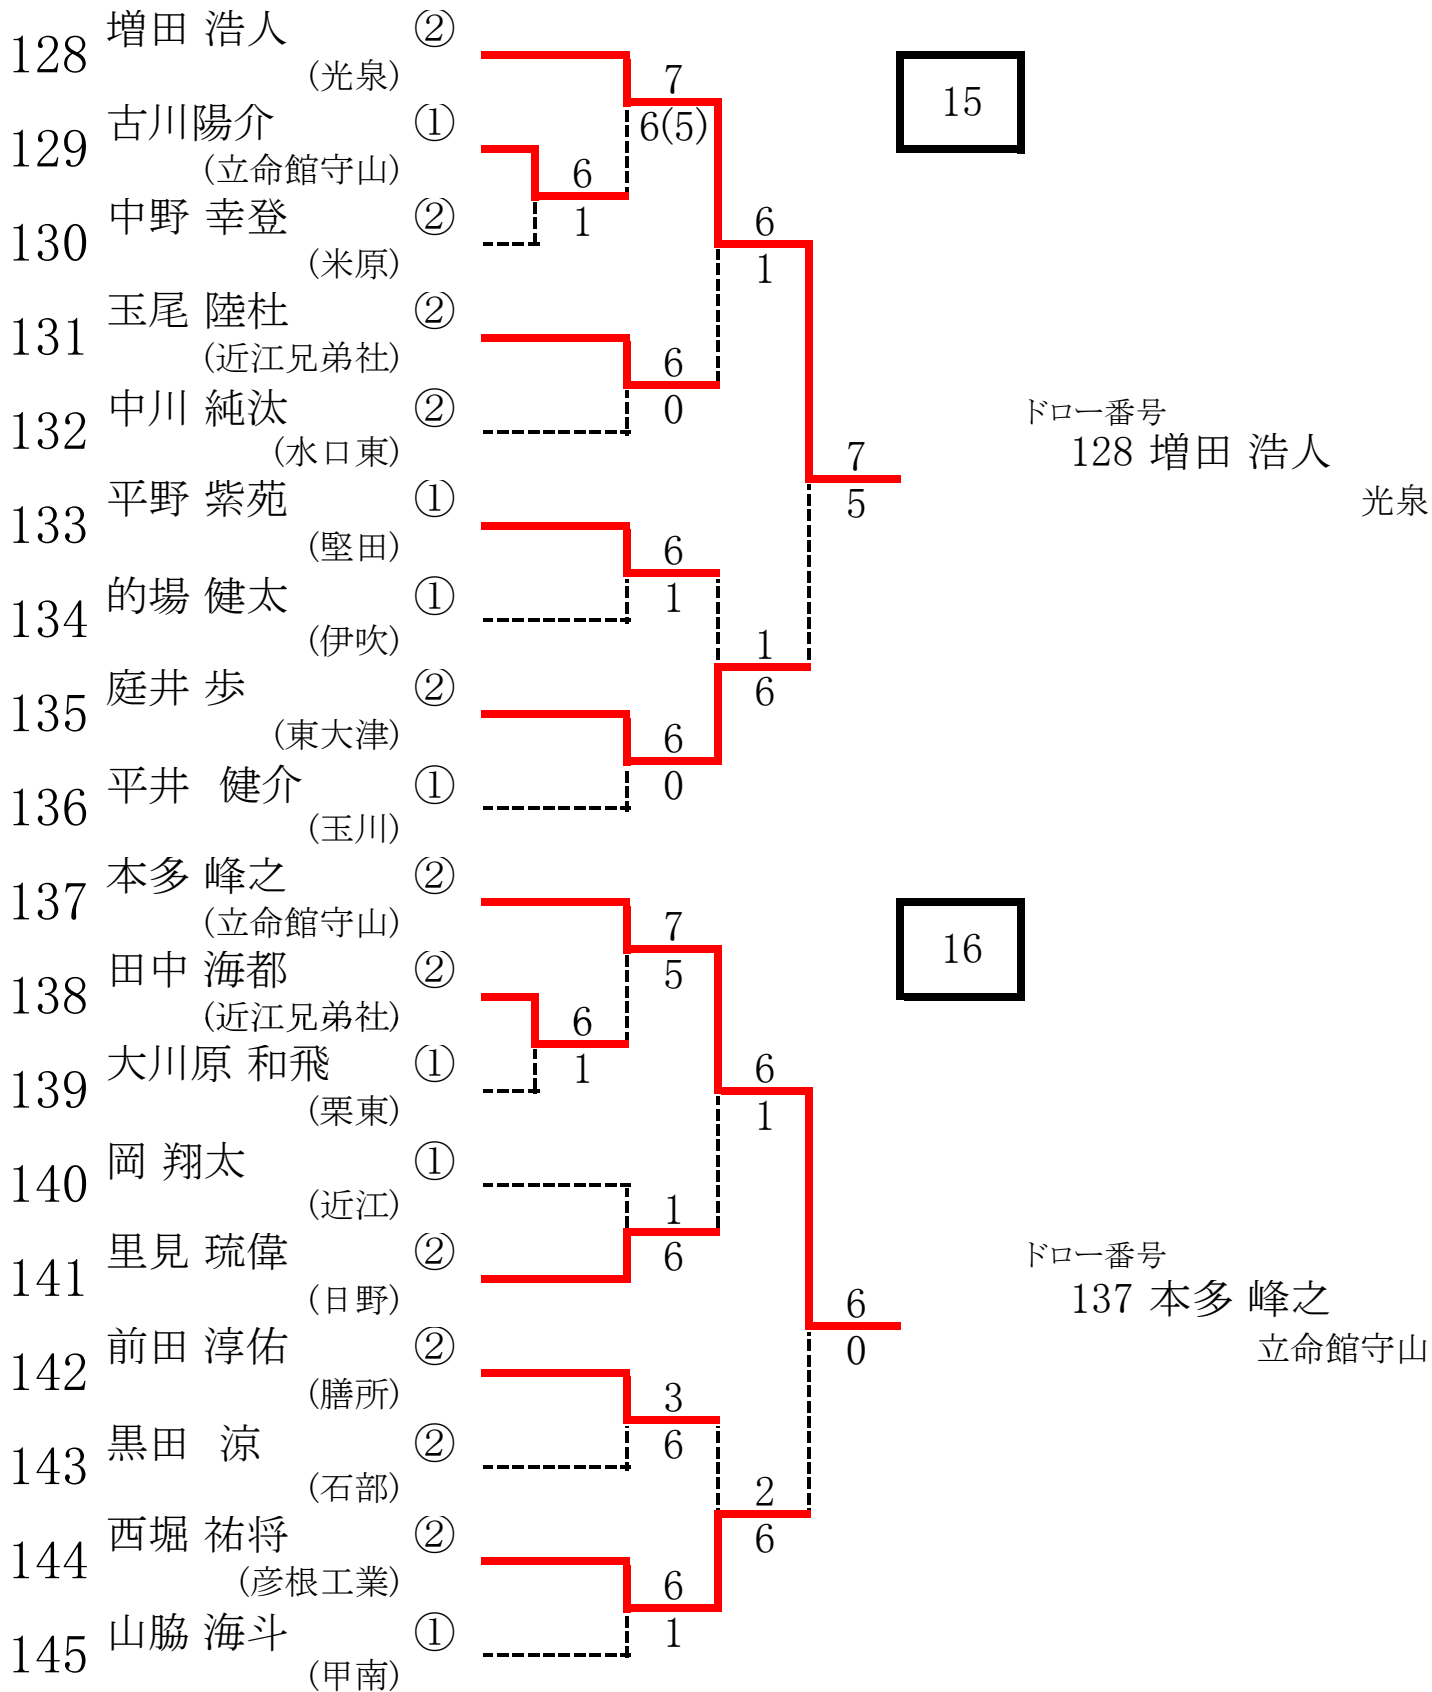 128 増田 浩人 ②
(光泉)
7
6(5)
15
129 古川陽介 ①
(立命館守山)
6
1
130 中野 幸登 ②
(米原)
6
1
131 玉尾 陸杜 ②
(近江兄弟社)
6
0
132 中川 純汰 ②
(水口東)
7
5
ドロー番号
128 増田 浩人
光泉
133 平野 紫苑 ①
(堅田)
6
1
134 的場 健太 ①
(伊吹)
1
6
135 庭井 歩 ②
(東大津)
6
0
136 平井 健介 ①
(玉川)
137 本多 峰之 ②
(立命館守山)
7
5
16
138 田中 海都 ②
(近江兄弟社)
6
1
139 大川原 和飛 ①
(栗東)
6
1
140 岡 翔太 ①
(近江)
1
6
141 里見 琉偉 ②
(日野)
6
0
ドロー番号
137 本多 峰之
立命館守山
142 前田 淳佑 ②
(膳所)
3
6
143 黒田 涼 ②
(石部)
2
6
144 西堀 祐将 ②
(彦根工業)
6
1
145 山脇 海斗 ①
(甲南)